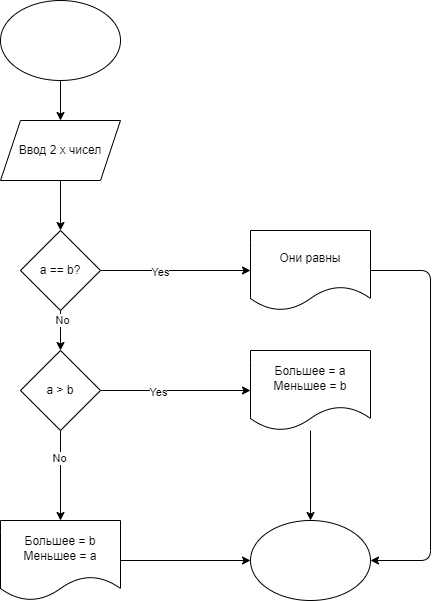 Ввод 2 х чисел
a == b?
Yes
Они равны
No
a > b
Yes
Большее = a
Меньшее = b
No
Большее = b
Меньшее = a